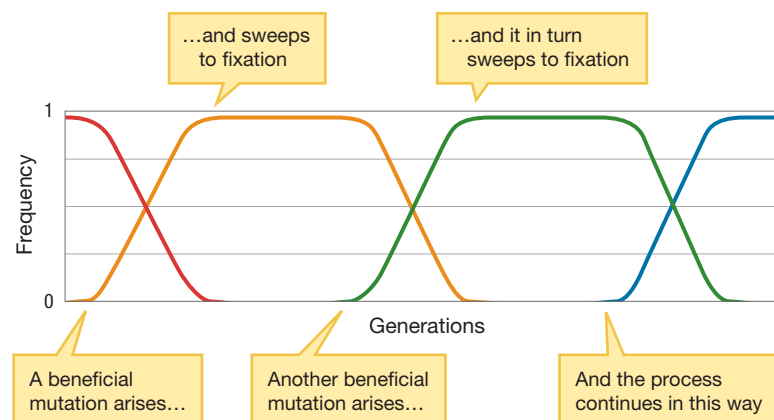 …and sweeps
to fixation
…and it in turn
sweeps to fixation
1
Frequency
0
Generations
A beneficial
mutation arises…
Another beneficial
mutation arises…
And the process
continues in this way